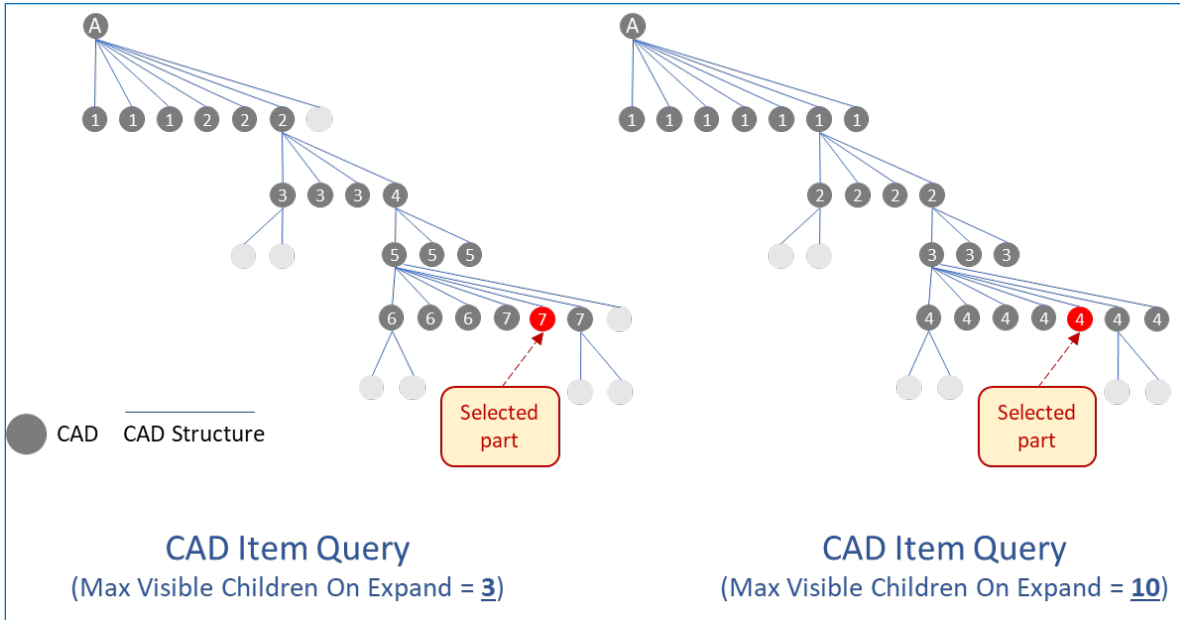 A
1 1 1 2 2 2
3 3 3 4
5 5 5
6 6 6 7 7 7
Selected
part
CAD CAD Structure
CAD Item Query
(Max Visible Children On Expand = 3)
A
1 1 1 1 1 1 1
2 2 2 2
3 3 3
4 4 4 4 4 4 4
Selected
part
CAD Item Query
(Max Visible Children On Expand = 10)